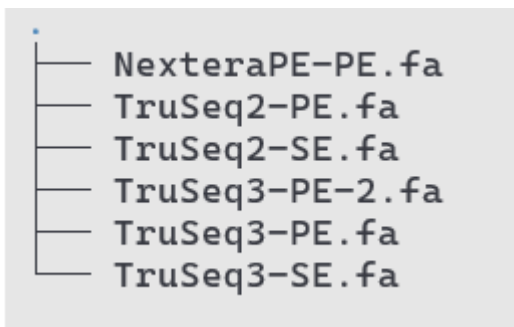 .
NexteraPE-PE.fa
TruSeq2-PE.fa
TruSeq2-SE.fa
TruSeq3-PE-2.fa
TruSeq3-PE.fa
TruSeq3-SE.fa